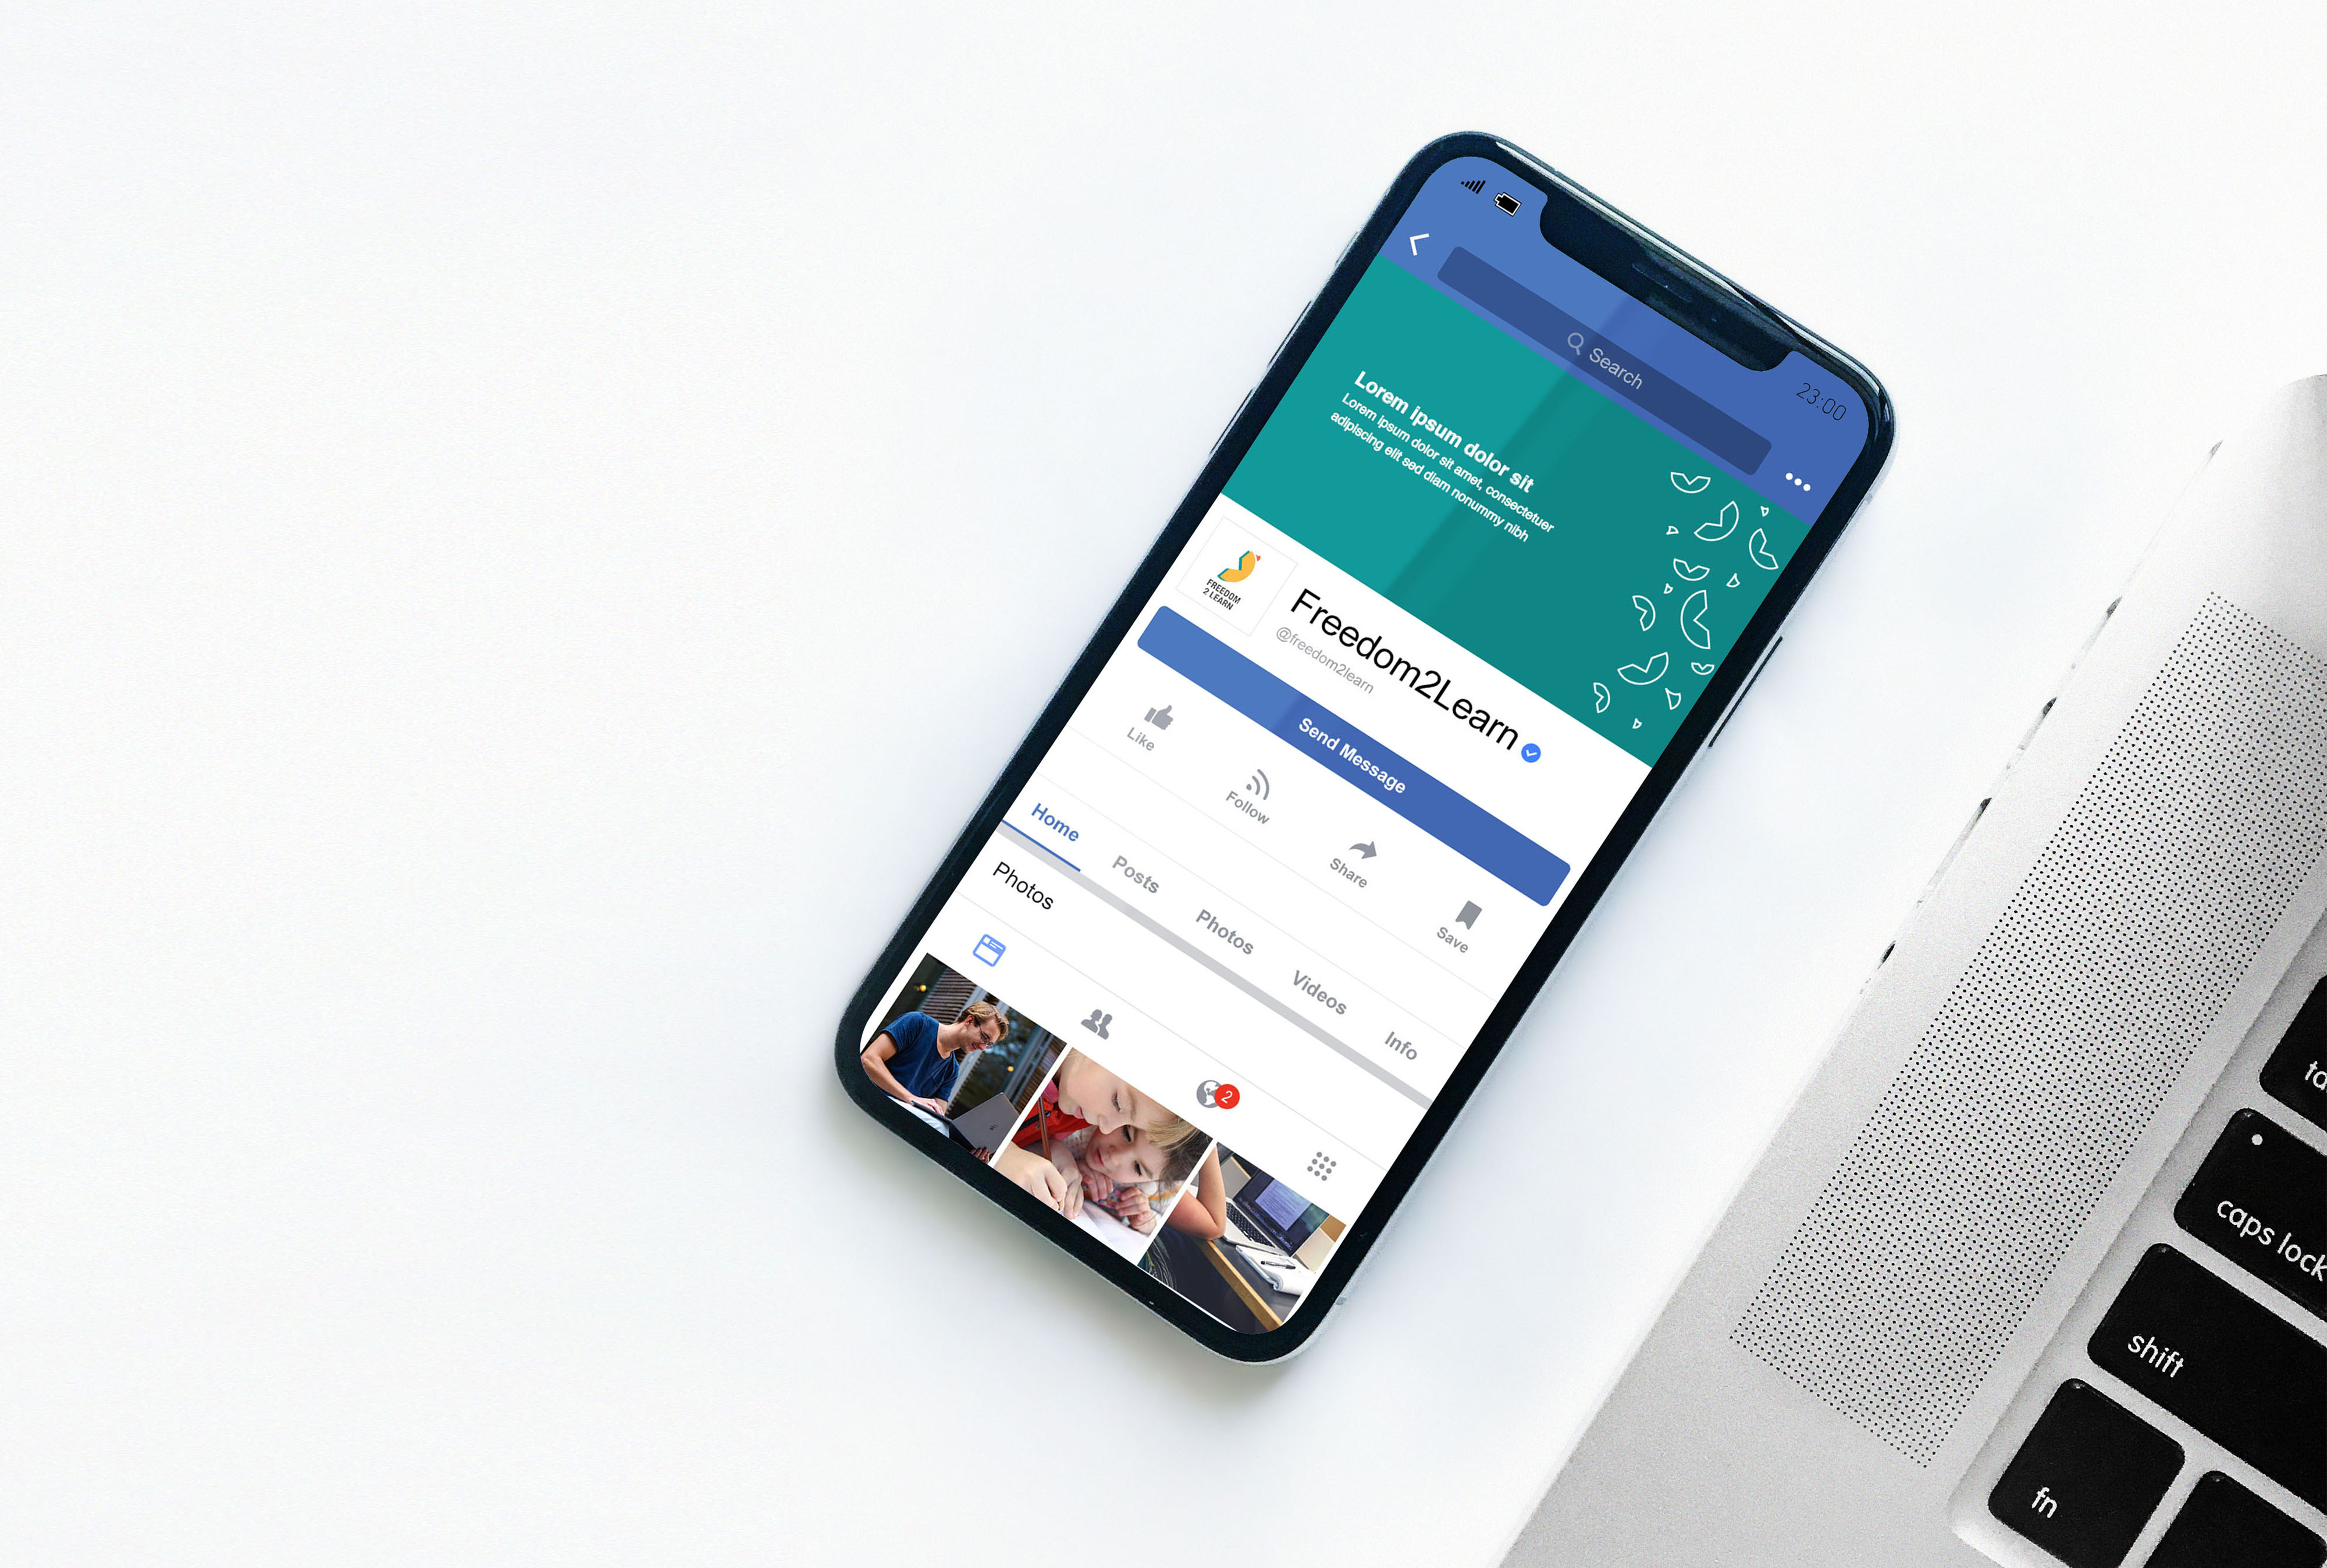 23:00
Search
Lorem ipsum dolor sit
Lorem ipsum dolor sit amet, consectetuer
adipiscing elit sed diam nonummy nibh
FREEDOM
2 LEARN
Freedom2Learn
@freedom2learn
Send Message
Like
Follow
Share
Save
Home
Posts
Photos
Videos
Info
Photos
2
caps lock
shift
fn